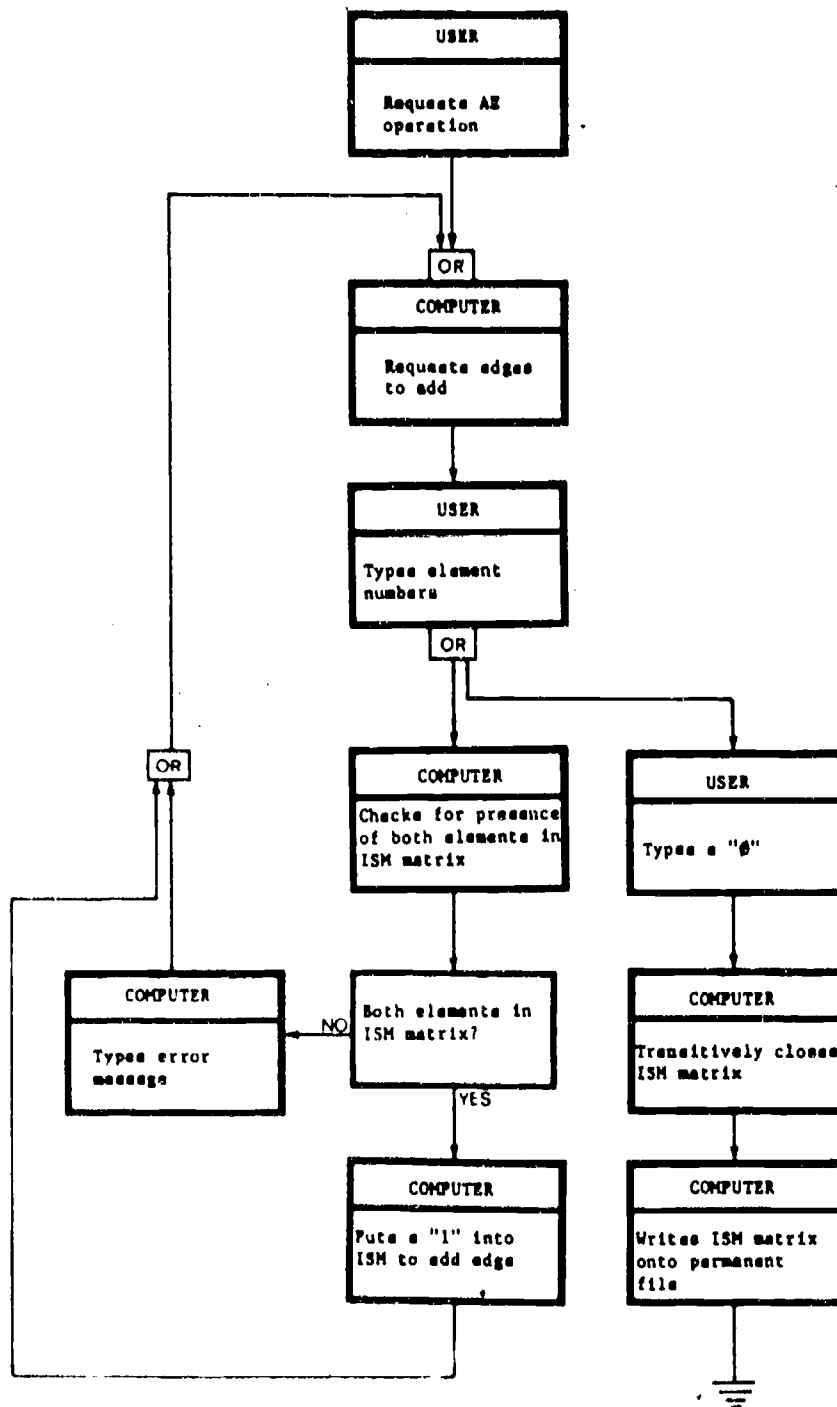 USER
Requests AE
operation
OR
COMPUTER
Requests edges
to add
USER
Types element
numbers
OR
OR
COMPUTER
Checks for presence
of both elements in
ISM matrix
USER
Types a "Ø"
COMPUTER
Types error
message
NO
Both elements in
ISM matrix?
YES
COMPUTER
Transitively closes
ISM matrix
COMPUTER
Puts a "1" into
ISM to add edge
COMPUTER
Writes ISM matrix
onto permanent
file